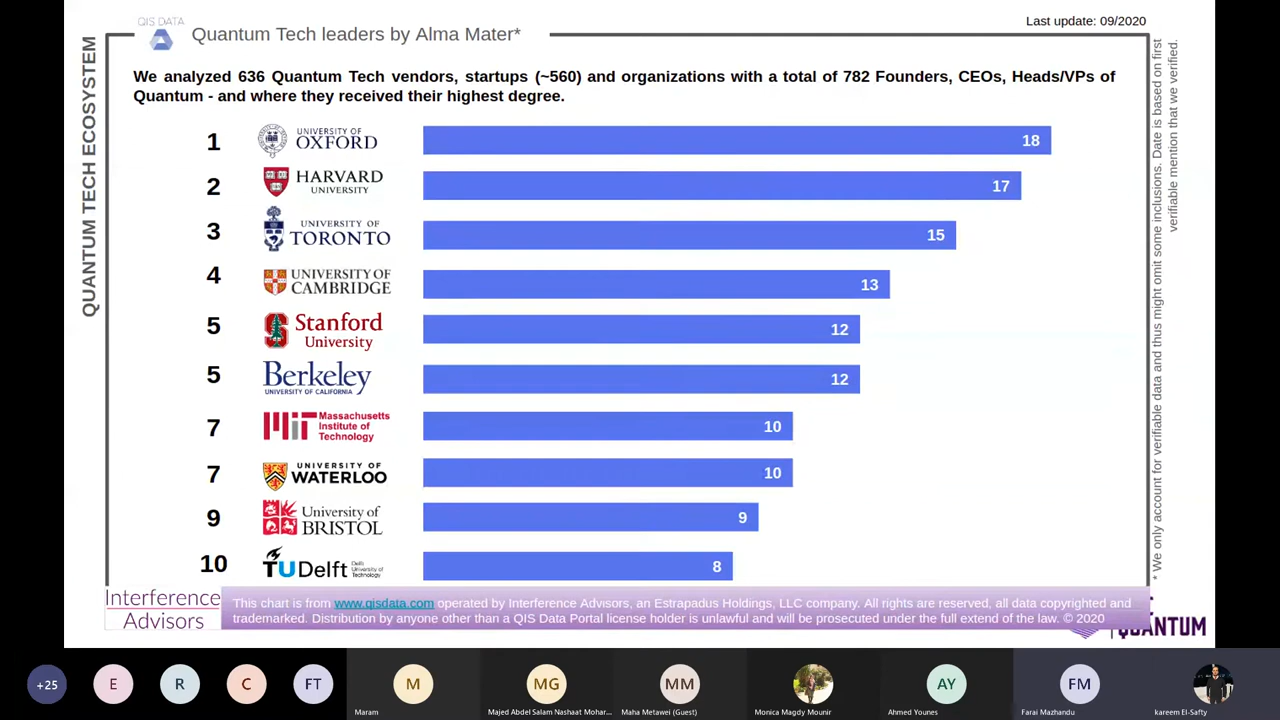 QIS DATA
Quantum Tech leaders by Alma Mater*
Last update: 09/2020
QUANTUM TECH ECOSYSTEM
We analyzed 636 Quantum Tech vendors, startups (~560) and organizations with a total of 782 Founders, CEOs, Heads/VPs of
Quantum - and where they received their highest degree.
1 UNIVERSITY OF OXFORD 18
2 HARVARD UNIVERSITY 17
3 UNIVERSITY OF TORONTO 15
4 UNIVERSITY OF CAMBRIDGE 13
5 Stanford University 12
5 Berkeley UNIVERSITY OF CALIFORNIA 12
7 MIT Massachusetts Institute of Technology 10
7 UNIVERSITY OF WATERLOO 10
9 University of BRISTOL 9
10 TUDelft Delft University of Technology 8
* We only account for verifiable data and thus might omit some inclusions. Date is based on first
verifiable mention that we verified.
Interference
Advisors
This chart is from www.qisdata.com operated by Interference Advisors, an Estrapadus Holdings, LLC company. All rights are reserved, all data copyrighted and
trademarked. Distribution by anyone other than a QIS Data Portal license holder is unlawful and will be prosecuted under the full extend of the law. © 2020
QUANTUM
+25
E
R
C
FT
M
Maram
MG
Majed Abdel Salam Nashaat Mohar...
MM
Maha Metawei (Guest)
Monica Magdy Mounir
AY
Ahmed Younes
FM
Farai Mazhandu
kareem El-Safty